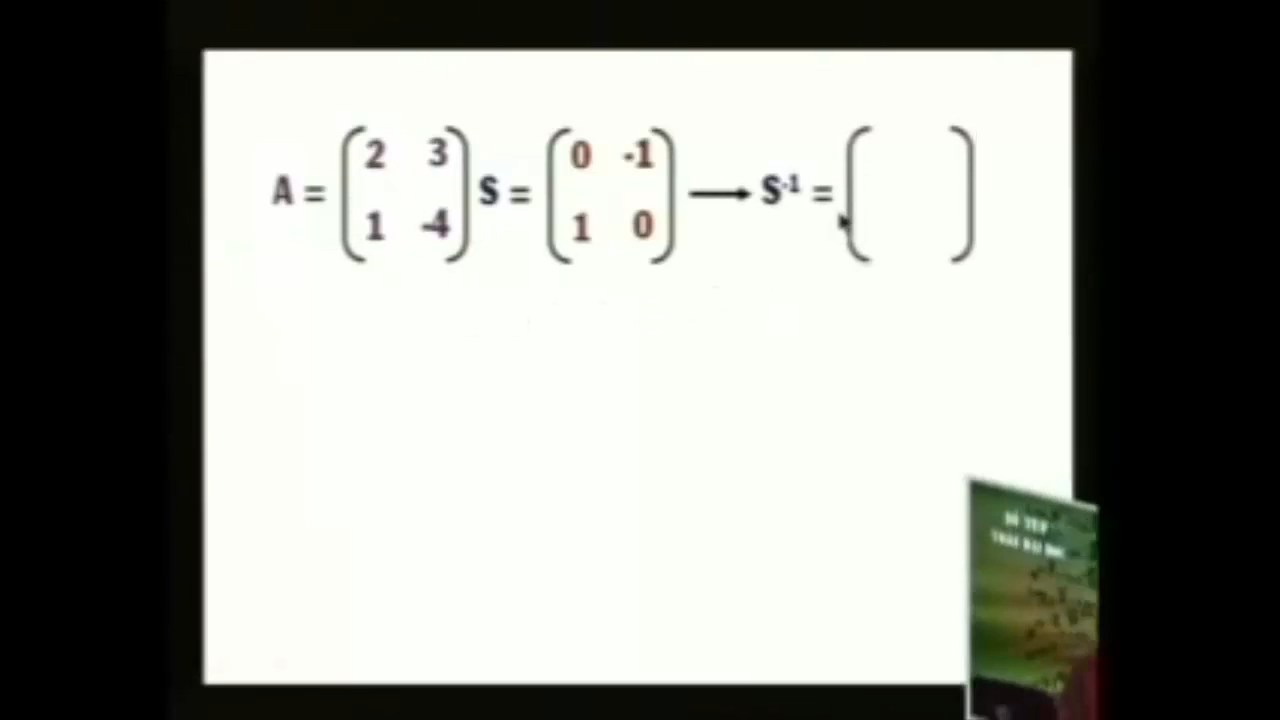 A = ( 2 3 ) S = ( 0 -1 ) → S⁻¹ = ( )
1 -4 1 0